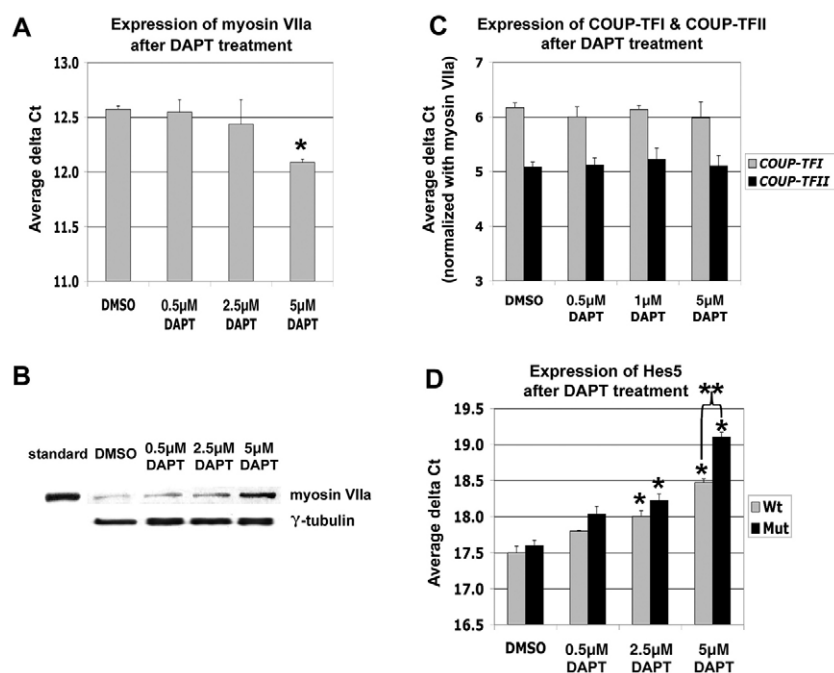 A
Expression of myosin VIIa
after DAPT treatment
Average delta Ct
13.0
12.5
12.0
11.5
11.0
*
DMSO
0.5µM
DAPT
2.5µM
DAPT
5µM
DAPT
B
standard
DMSO
0.5µM
DAPT
2.5µM
DAPT
5µM
DAPT
myosin VIIa
γ-tubulin
C
Expression of COUP-TFI & COUP-TFII
after DAPT treatment
Average delta Ct
(normalized with myosin VIIa)
7
6
5
4
3
DMSO
0.5µM
DAPT
1µM
DAPT
5µM
DAPT
COUP-TFI
COUP-TFII
D
Expression of Hes5
after DAPT treatment
Average delta Ct
19.5
19.0
18.5
18.0
17.5
17.0
16.5
* *
**
* *
DMSO
0.5µM
DAPT
2.5µM
DAPT
5µM
DAPT
Wt
Mut